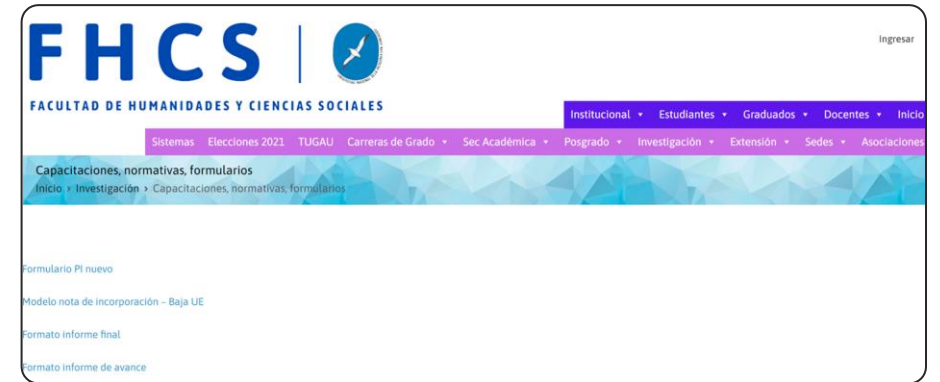 FHCS
FACULTAD DE HUMANIDADES Y CIENCIAS SOCIALES
Ingresar
Institucional Estudiantes Graduados Docentes Inicio
Sistemas Elecciones 2021 TUGAU Carreras de Grado Sec Académica Posgrado Investigación Extensión Sedes Asociaciones
Capacitaciones, normativas, formularios
Inicio › Investigación › Capacitaciones, normativas, formularios
Formulario PI nuevo
Modelo nota de incorporación – Baja UE
Formato informe final
Formato informe de avance